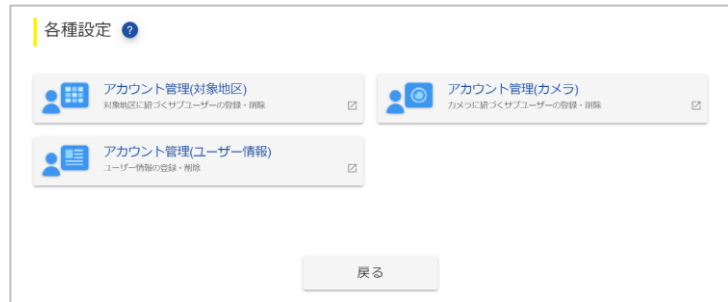 各種設定 ?
アカウント管理(対象地区)
対象地区に紐づくサブユーザーの登録・削除
アカウント管理(カメラ)
カメラに紐づくサブユーザーの登録・削除
アカウント管理(ユーザー情報)
ユーザー情報の登録・削除
戻る